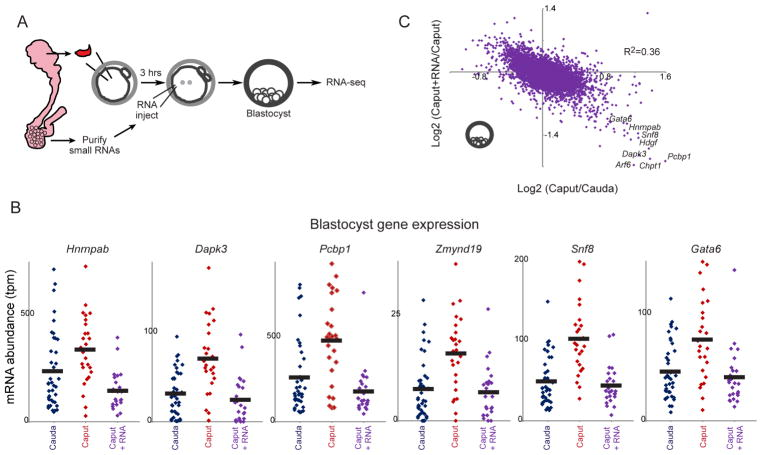 A
3 hrs
RNA
inject
Purify
small RNAs
Blastocyst
RNA-seq
C
Log2 (Caput+RNA/Caput)
1.4
-0.8
0.8
1.6
-1.4
R2=0.36
Gata6
Hnmpab
Snf8
Hdgf
Dapk3
Pcbp1
Arf6
Chpt1
Log2 (Caput/Cauda)
B
Blastocyst gene expression
mRNA abundance (tpm)
Hnmpab
500
0
Cauda
Caput
Caput
+ RNA
Dapk3
100
0
Cauda
Caput
Caput
+ RNA
Pcbp1
500
0
Cauda
Caput
Caput
+ RNA
Zmynd19
25
0
Cauda
Caput
Caput
+ RNA
Snf8
200
100
0
Cauda
Caput
Caput
+ RNA
Gata6
100
0
Cauda
Caput
Caput
+ RNA